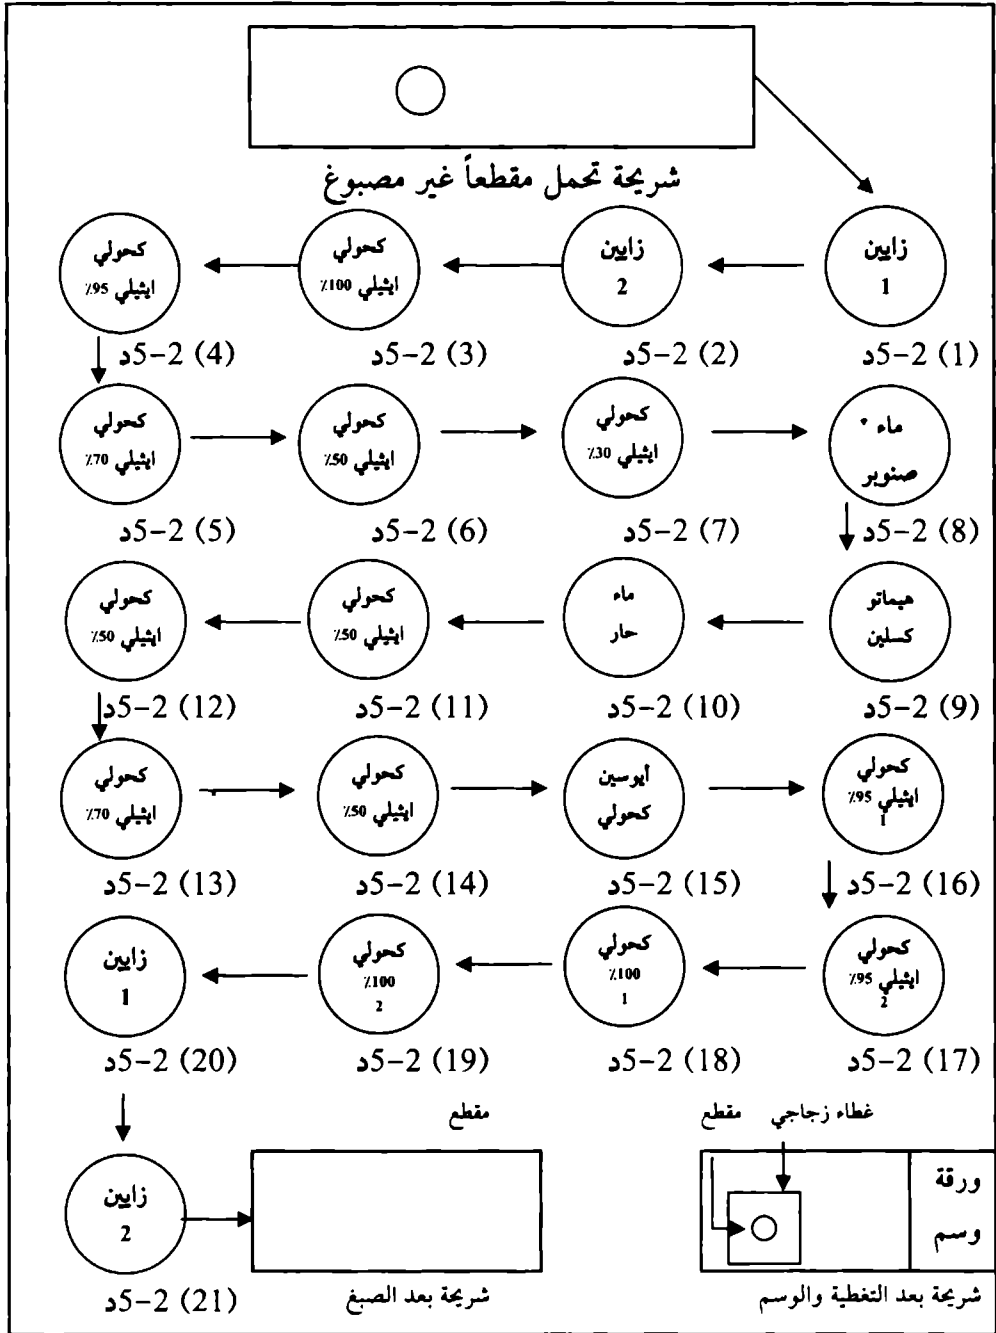 شريحة تحمل مقطعاً غير مصبوغ
زايين
1
(1) 2-5د
زايين
2
(2) 2-5د
كحولي
ايثيلي 100٪
(3) 2-5د
كحولي
ايثيلي 95٪
(4) 2-5د
كحولي
ايثيلي 70٪
(5) 2-5د
كحولي
ايثيلي 50٪
(6) 2-5د
كحولي
ايثيلي 30٪
(7) 2-5د
ماء
صنوبر
(8) 2-5د
هيماتو
كسلين
(9) 2-5د
ماء
حار
(10) 2-5د
كحولي
ايثيلي 50٪
(11) 2-5د
كحولي
ايثيلي 50٪
(12) 2-5د
كحولي
ايثيلي 70٪
(13) 2-5د
كحولي
ايثيلي 50٪
(14) 2-5د
أيوسين
كحولي
(15) 2-5د
كحولي
ايثيلي 95٪
1
(16) 2-5د
كحولي
ايثيلي 95٪
2
(17) 2-5د
كحولي
100٪
1
(18) 2-5د
كحولي
100٪
2
(19) 2-5د
زايين
1
(20) 2-5د
زايين
2
(21) 2-5د
مقطع
شريحة بعد الصبغ
غطاء زجاجي
مقطع
ورقة
وسم
شريحة بعد التغطية والوسم